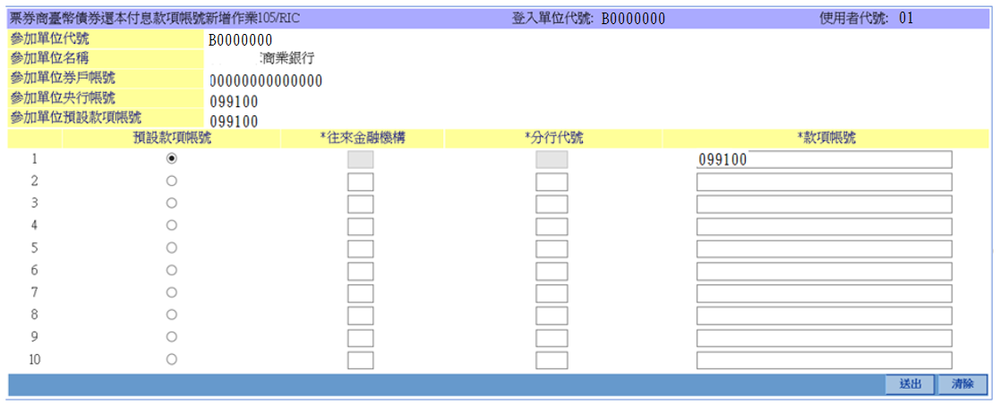 票券商臺幣債券還本付息款項帳號新增作業105/RIC 登入單位代號: B0000000 使用者代號: 01
參加單位代號 B0000000
參加單位名稱 商業銀行
參加單位券戶帳號 00000000000000
參加單位央行帳號 099100
參加單位預設款項帳號 099100
預設款項帳號 *往來金融機構 *分行代號 *款項帳號
1 099100
2
3
4
5
6
7
8
9
10
送出 清除